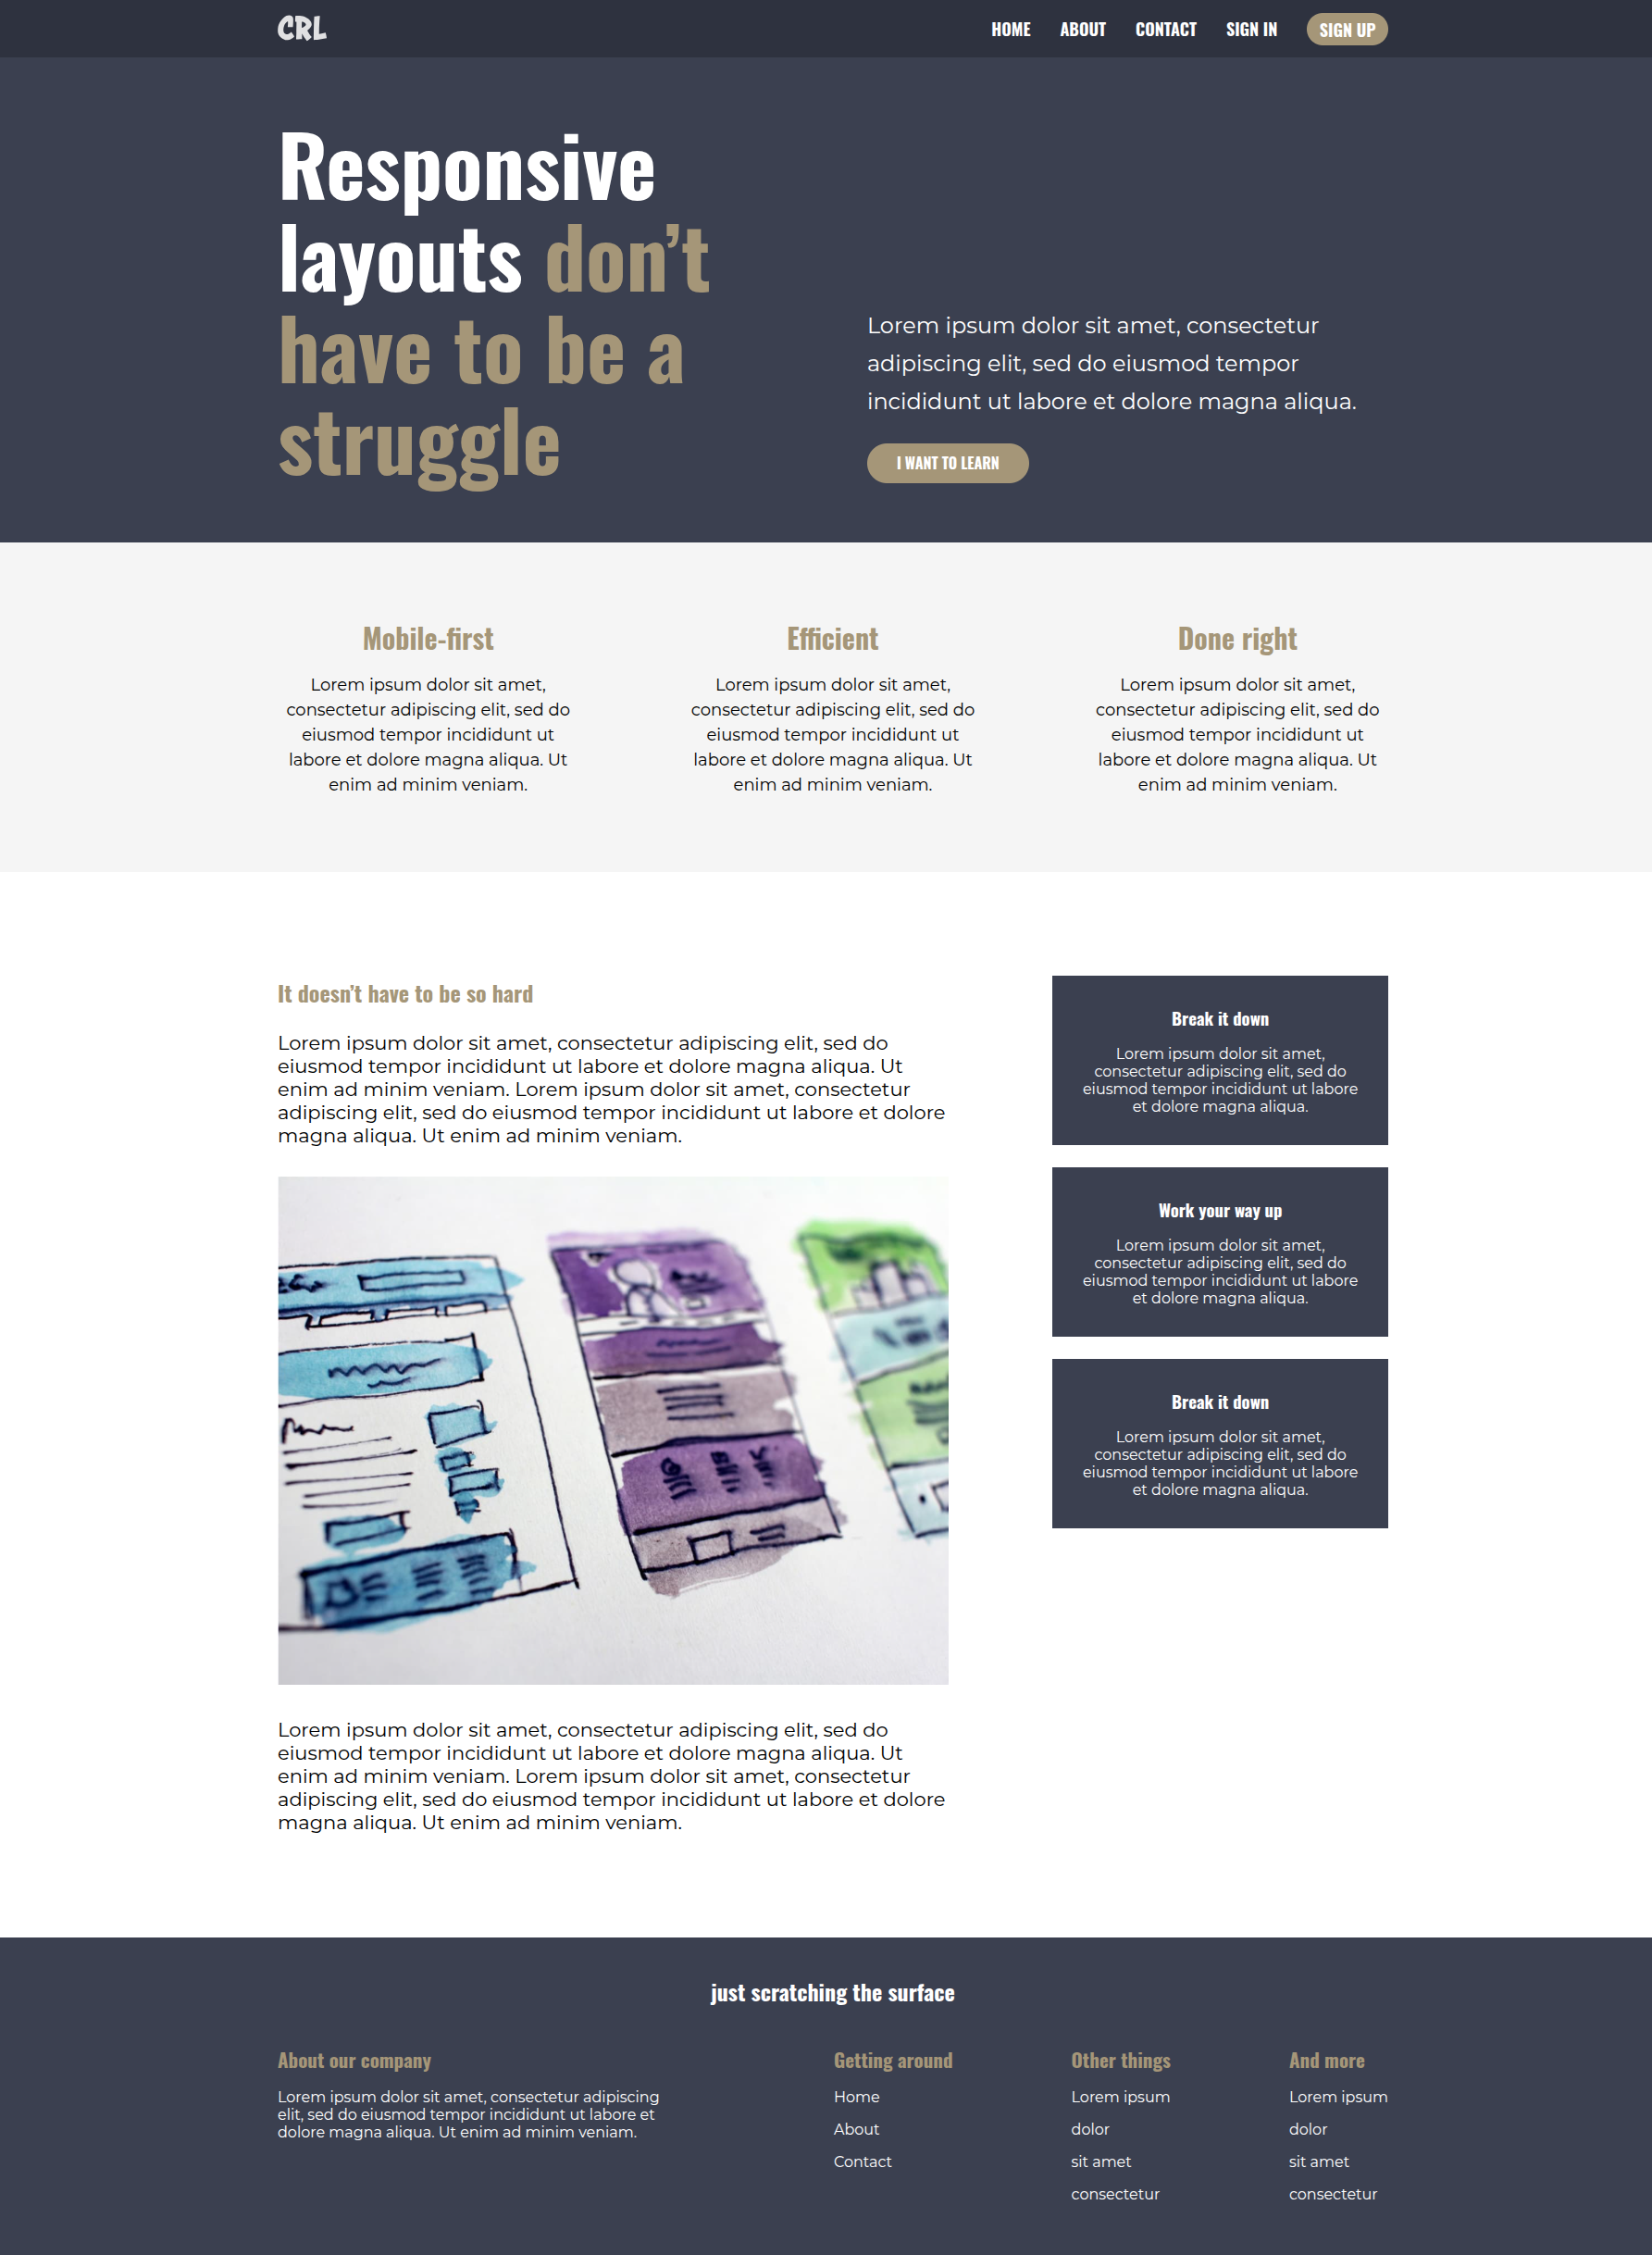 CRL
HOME ABOUT CONTACT SIGN IN SIGN UP
Responsive
layouts don’t
have to be a
struggle
Lorem ipsum dolor sit amet, consectetur
adipiscing elit, sed do eiusmod tempor
incididunt ut labore et dolore magna aliqua.
I WANT TO LEARN
Mobile-first
Lorem ipsum dolor sit amet,
consectetur adipiscing elit, sed do
eiusmod tempor incididunt ut
labore et dolore magna aliqua. Ut
enim ad minim veniam.
Efficient
Lorem ipsum dolor sit amet,
consectetur adipiscing elit, sed do
eiusmod tempor incididunt ut
labore et dolore magna aliqua. Ut
enim ad minim veniam.
Done right
Lorem ipsum dolor sit amet,
consectetur adipiscing elit, sed do
eiusmod tempor incididunt ut
labore et dolore magna aliqua. Ut
enim ad minim veniam.
It doesn’t have to be so hard
Lorem ipsum dolor sit amet, consectetur adipiscing elit, sed do
eiusmod tempor incididunt ut labore et dolore magna aliqua. Ut
enim ad minim veniam. Lorem ipsum dolor sit amet, consectetur
adipiscing elit, sed do eiusmod tempor incididunt ut labore et dolore
magna aliqua. Ut enim ad minim veniam.
Lorem ipsum dolor sit amet, consectetur adipiscing elit, sed do
eiusmod tempor incididunt ut labore et dolore magna aliqua. Ut
enim ad minim veniam. Lorem ipsum dolor sit amet, consectetur
adipiscing elit, sed do eiusmod tempor incididunt ut labore et dolore
magna aliqua. Ut enim ad minim veniam.
Break it down
Lorem ipsum dolor sit amet,
consectetur adipiscing elit, sed do
eiusmod tempor incididunt ut labore
et dolore magna aliqua.
Work your way up
Lorem ipsum dolor sit amet,
consectetur adipiscing elit, sed do
eiusmod tempor incididunt ut labore
et dolore magna aliqua.
Break it down
Lorem ipsum dolor sit amet,
consectetur adipiscing elit, sed do
eiusmod tempor incididunt ut labore
et dolore magna aliqua.
just scratching the surface
About our company
Lorem ipsum dolor sit amet, consectetur adipiscing
elit, sed do eiusmod tempor incididunt ut labore et
dolore magna aliqua. Ut enim ad minim veniam.
Getting around
Home
About
Contact
Other things
Lorem ipsum
dolor
sit amet
consectetur
And more
Lorem ipsum
dolor
sit amet
consectetur